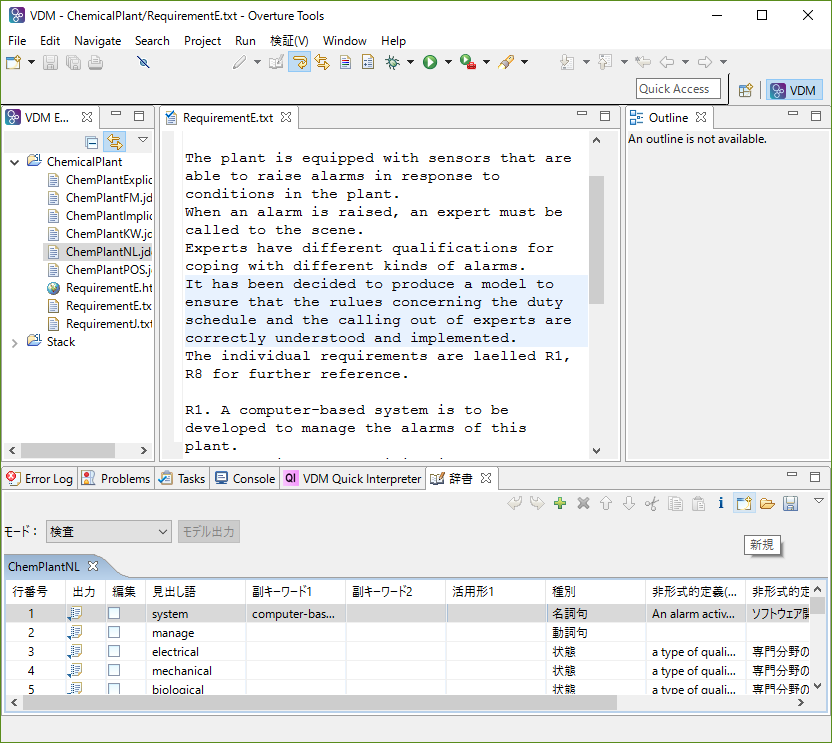 VDM - ChemicalPlant/RequirementE.txt - Overture Tools
File Edit Navigate Search Project Run 検証(V) Window Help
Quick Access
VDM
VDM E...
ChemicalPlant
ChemPlantExplic
ChemPlantFM.jd
ChemPlantImplic
ChemPlantKW.jc
ChemPlantNL.jd
ChemPlantPOS.j
RequirementE.ht
RequirementE.tx
RequirementJ.txt
Stack
RequirementE.txt
The plant is equipped with sensors that are
able to raise alarms in response to
conditions in the plant.
When an alarm is raised, an expert must be
called to the scene.
Experts have different qualifications for
coping with different kinds of alarms.
It has been decided to produce a model to
ensure that the rulues concerning the duty
schedule and the calling out of experts are
correctly understood and implemented.
The individual requirements are laelled R1,
R8 for further reference.
R1. A computer-based system is to be
developed to manage the alarms of this
plant.
Outline
An outline is not available.
Error Log Problems Tasks Console QI VDM Quick Interpreter 辞書
モード： 検査 モデル出力
新規
ChemPlantNL
行番号 出力 編集 見出し語 副キーワード1 副キーワード2 活用形1 種別 非形式的定義(... 非形式的定
1 system computer-bas... 名詞句 An alarm activ... ソフトウェア開
2 manage 動詞句
3 electrical 状態 a type of quali... 専門分野の
4 mechanical 状態 a type of quali... 専門分野の
5 biological 状態 a type of quali... 専門分野の